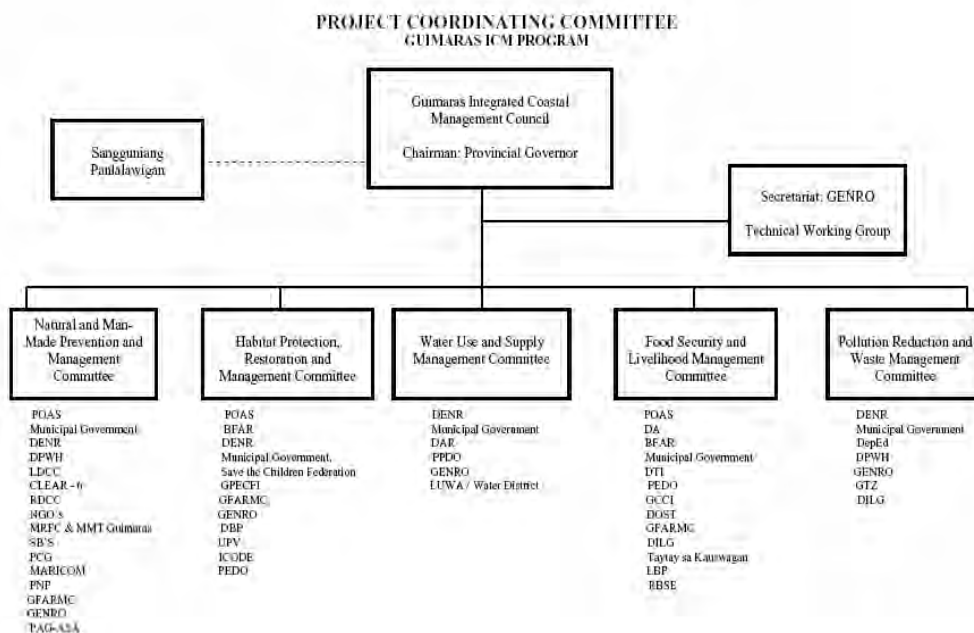 PROJECT COORDINATING COMMITTEE
GUIMARAS ICM PROGRAM
Guimaras Integrated Coastal
Management Council
Chairman: Provincial Governor
Sangguniang
Panlalawigan
Secretariat: GENRO
Technical Working Group
Natural and Man-
Made Prevention and
Management
Committee
POAS
Municipal Government
DENR
DPWH
LDCC
CLEAR - 6
RDCC
NGO's
MRFC & MMT Guimaras
SB'S
PCG
MARICOM
PNP
GFARMC
GENRO
PAG-ASA
Habitat Protection,
Restoration and
Management Committee
POAS
BFAR
DENR
Municipal Government,
Save the Children Federation
GPECFI
GFARMC
GENRO
DBP
UPV
ICODE
PEDO
Water Use and Supply
Management Committee
DENR
Municipal Government
DAR
PPDO
GENRO
LUWA / Water District
Food Security and
Livelihood Management
Committee
POAS
DA
BFAR
Municipal Government
DTI
PEDO
GCCI
DOST
GFARMC
DILG
Taytay sa Kauswagan
LBP
RBSE
Pollution Reduction and
Waste Management
Committee
DENR
Municipal Government
DepEd
DPWH
GENRO
GTZ
DILG